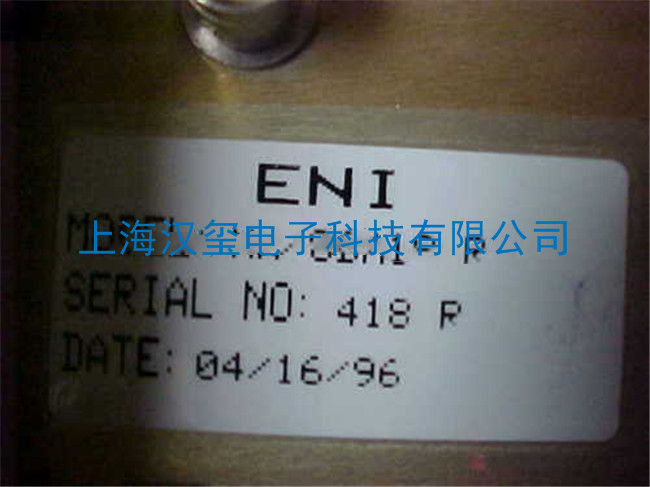 ENI
MODEL: R
上海汉玺电子科技有限公司
SERIAL NO: 418 R
DATE: 04/16/96